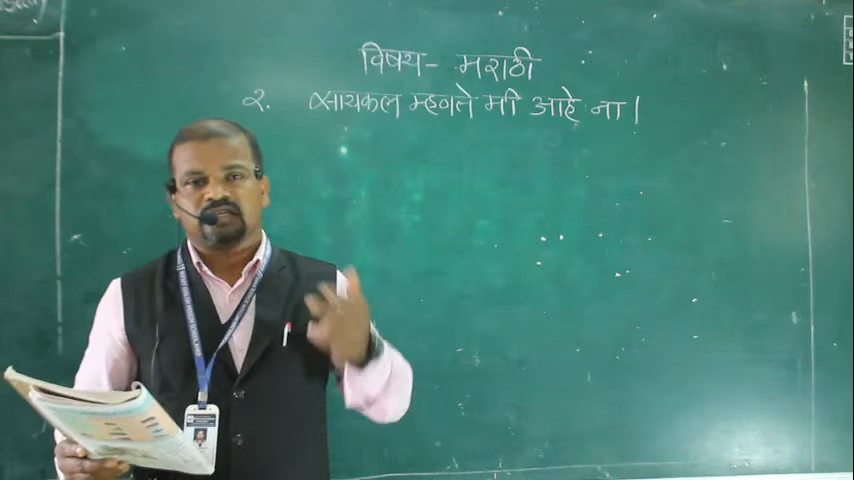 विषय- मराठी
२. सायकल म्हणते मी आहे ना।